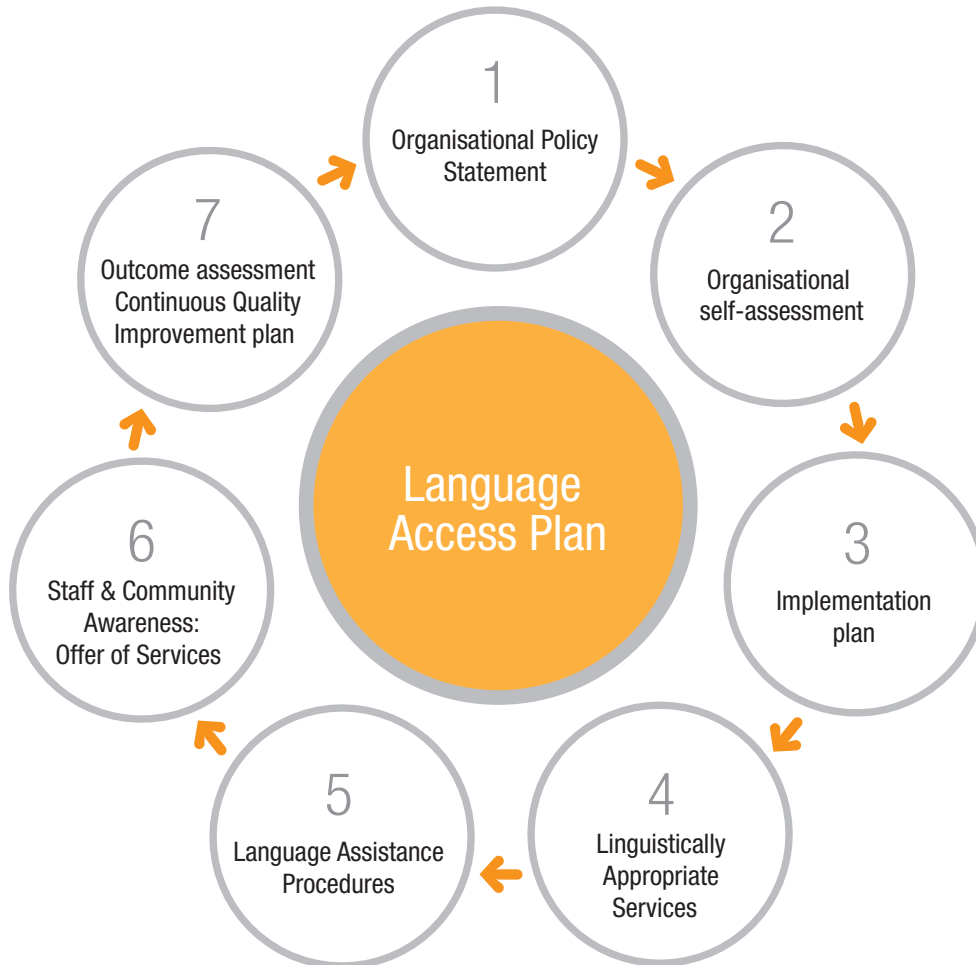 1
Organisational Policy
Statement
2
Organisational
self-assessment
3
Implementation
plan
4
Linguistically
Appropriate
Services
5
Language Assistance
Procedures
6
Staff & Community
Awareness:
Offer of Services
7
Outcome assessment
Continuous Quality
Improvement plan
Language
Access Plan